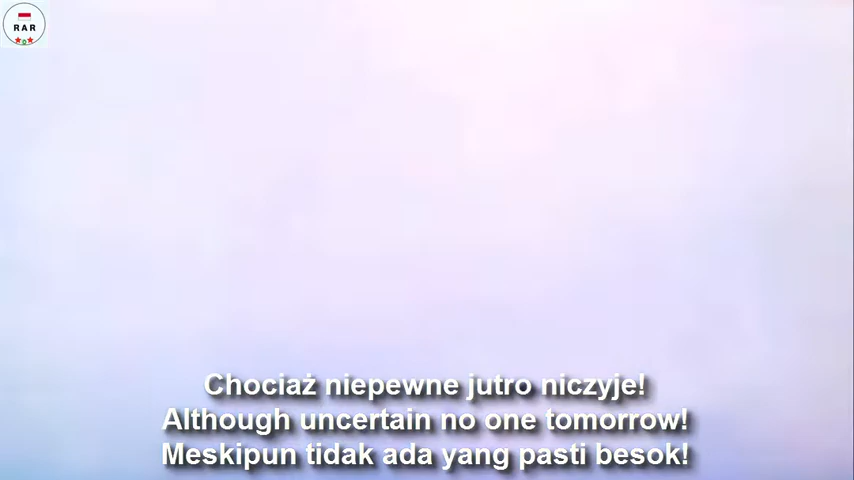 RAR
Chociaż niepewne jutro niczyje!
Although uncertain no one tomorrow!
Meskipun tidak ada yang pasti besok!